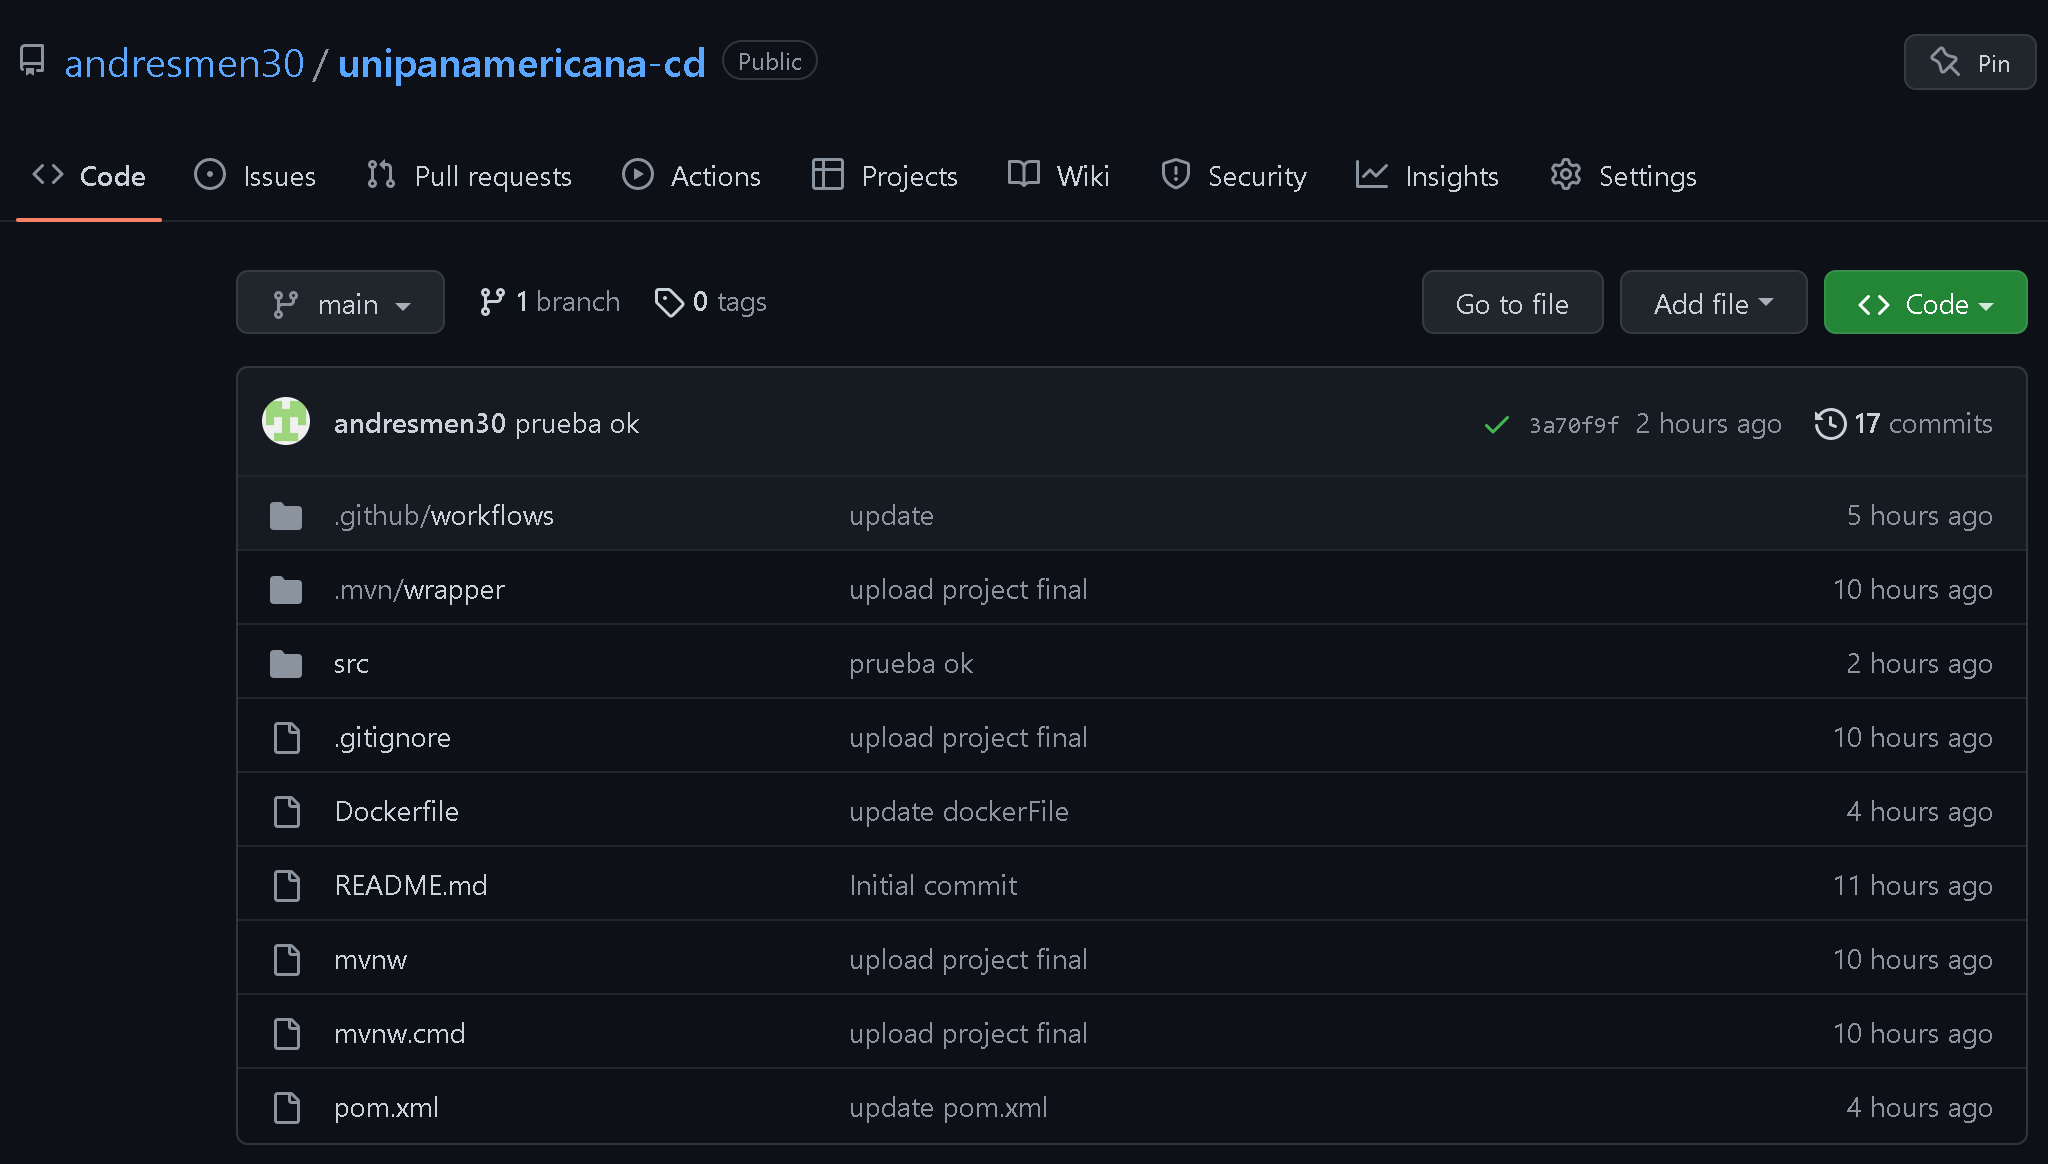 andresmen30 / unipanamericana-cd Public Pin
Code Issues Pull requests Actions Projects Wiki Security Insights Settings
main 1 branch 0 tags Go to file Add file Code
andresmen30 prueba ok 3a70f9f 2 hours ago 17 commits
.github/workflows update 5 hours ago
.mvn/wrapper upload project final 10 hours ago
src prueba ok 2 hours ago
.gitignore upload project final 10 hours ago
Dockerfile update dockerFile 4 hours ago
README.md Initial commit 11 hours ago
mvnw upload project final 10 hours ago
mvnw.cmd upload project final 10 hours ago
pom.xml update pom.xml 4 hours ago